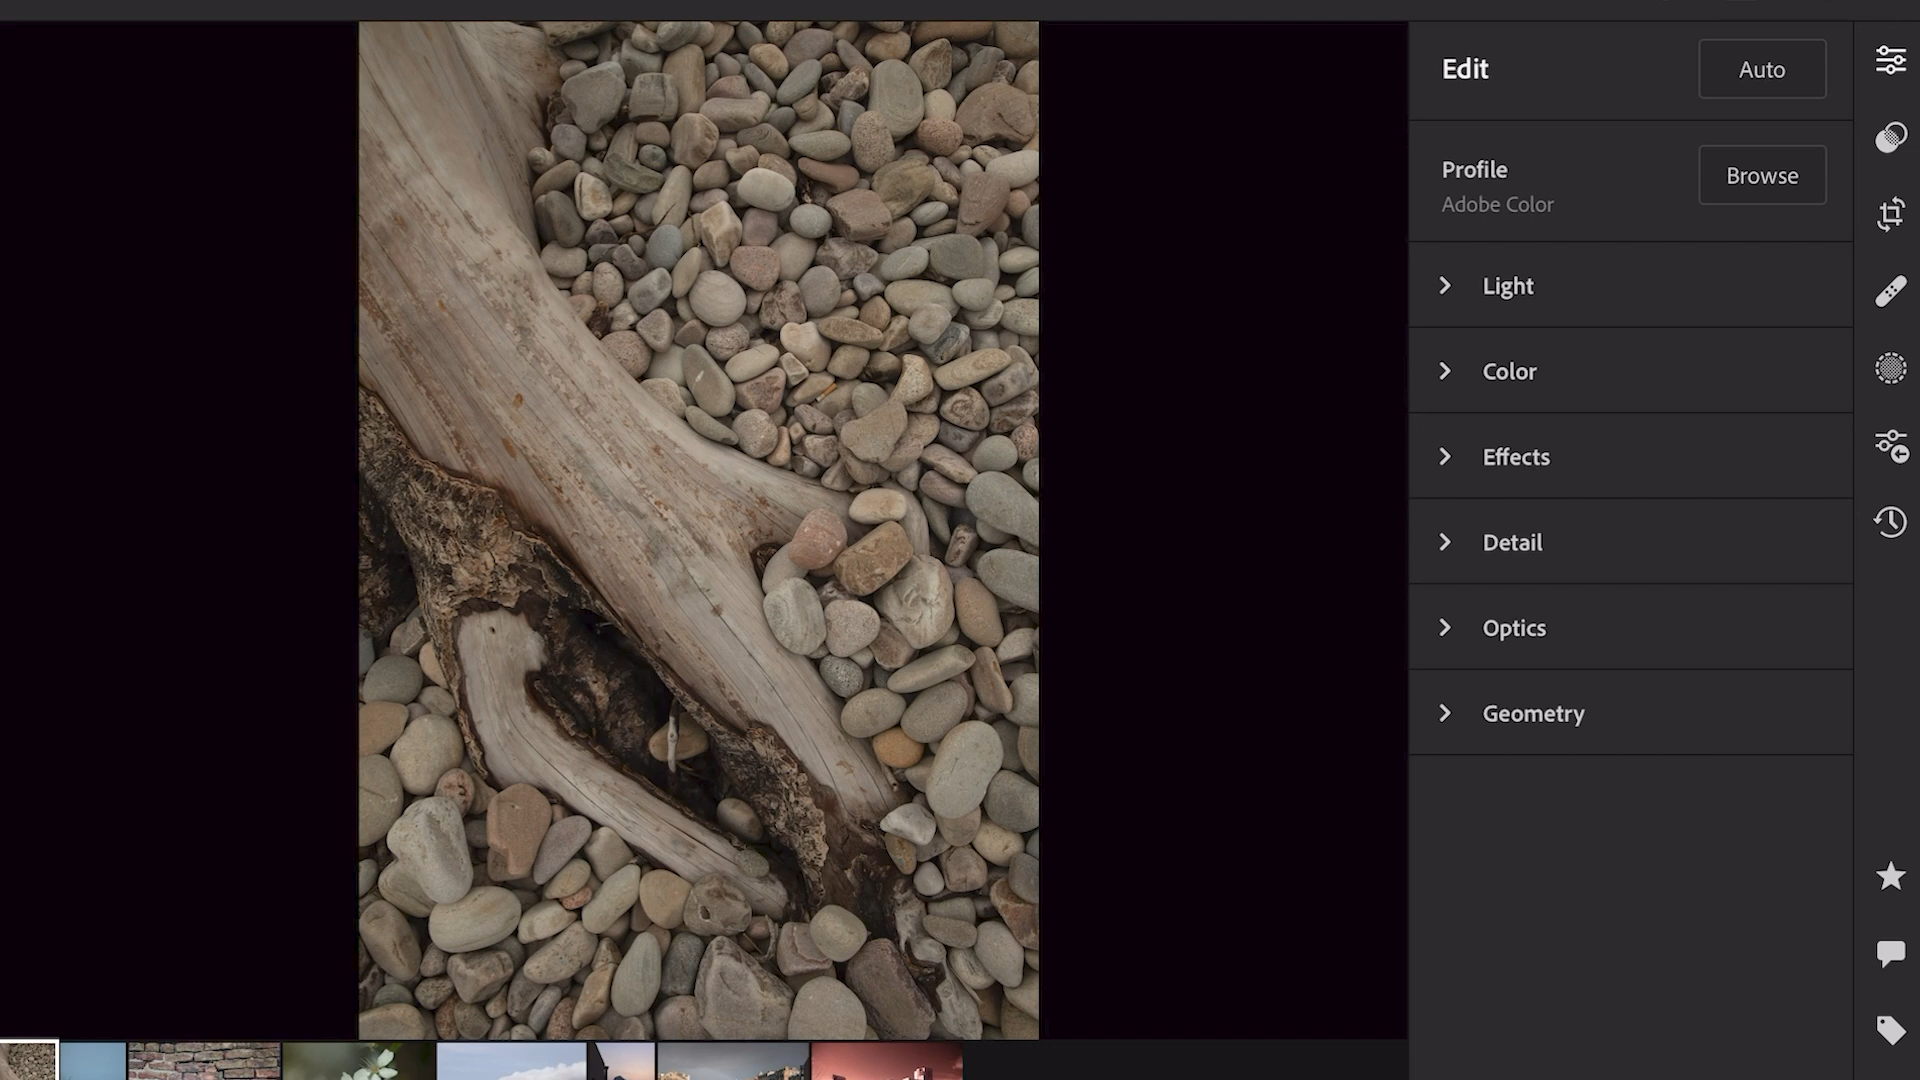 Edit
Auto
Profile
Browse
Adobe Color
Light
Color
Effects
Detail
Optics
Geometry